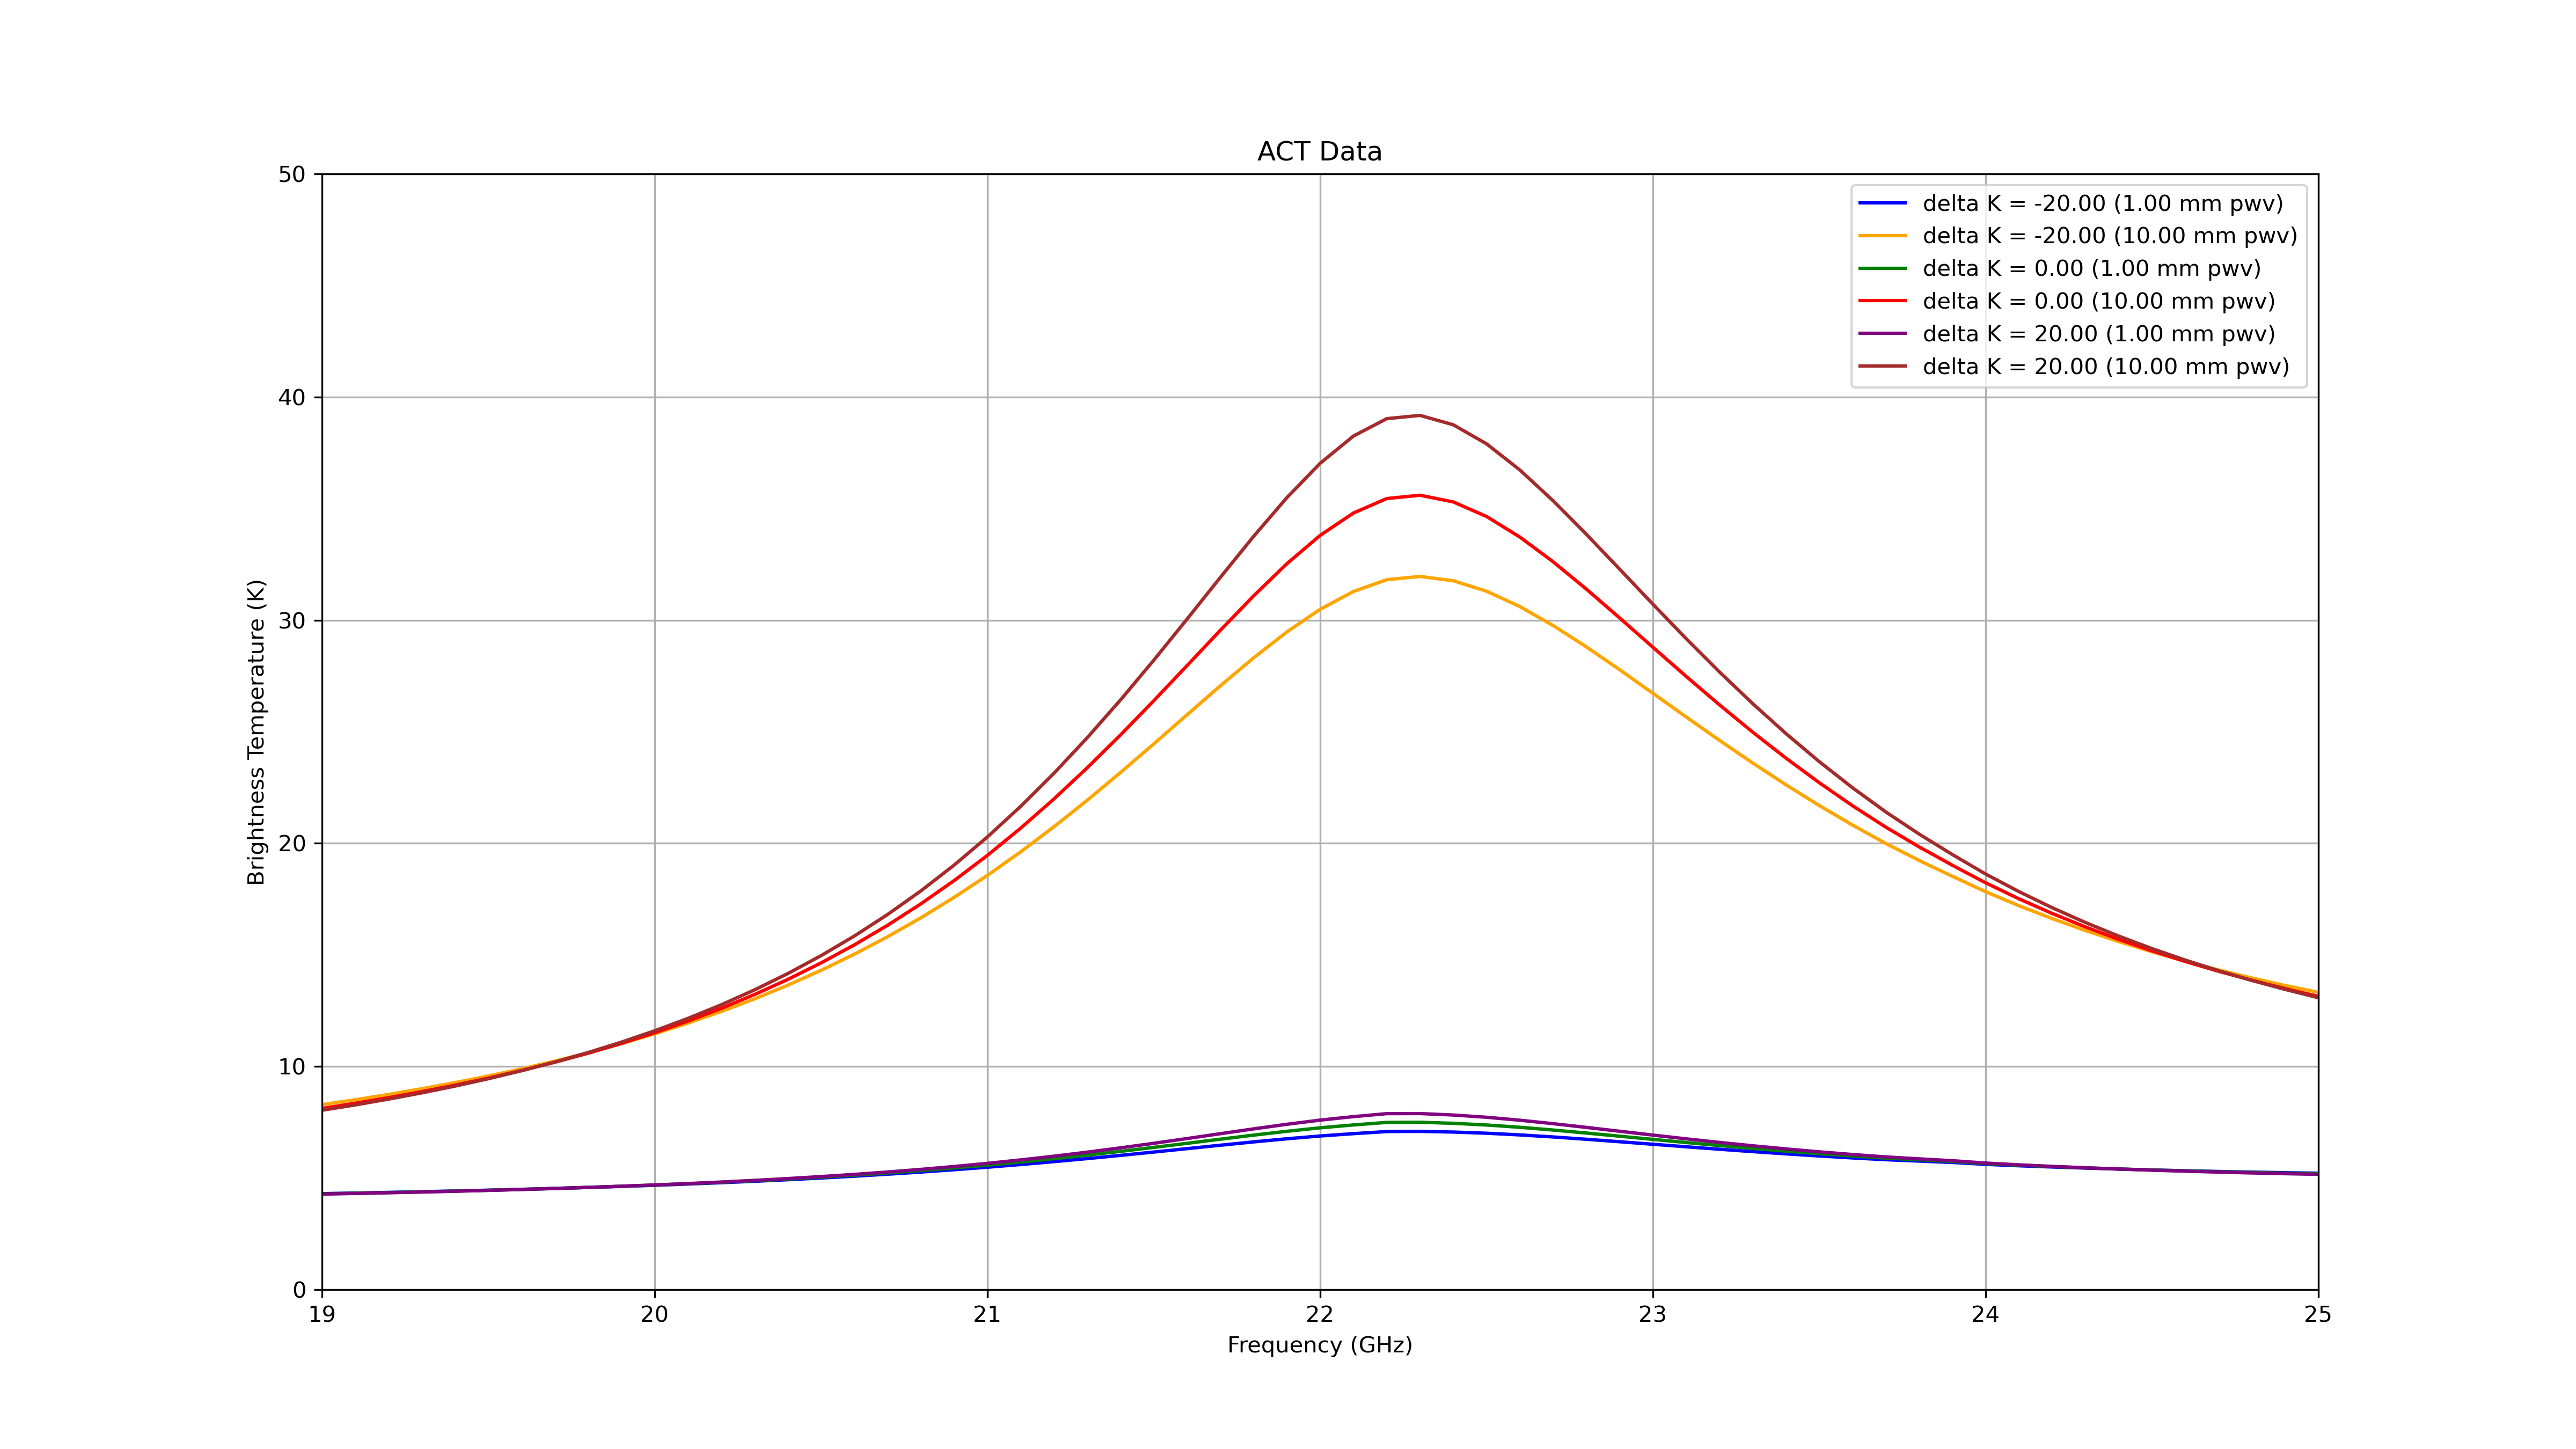 ACT Data
50
40
30
20
10
0
Brightness Temperature (K)
delta K = -20.00 (1.00 mm pwv)
delta K = -20.00 (10.00 mm pwv)
delta K = 0.00 (1.00 mm pwv)
delta K = 0.00 (10.00 mm pwv)
delta K = 20.00 (1.00 mm pwv)
delta K = 20.00 (10.00 mm pwv)
19 20 21 22 23 24 25
Frequency (GHz)